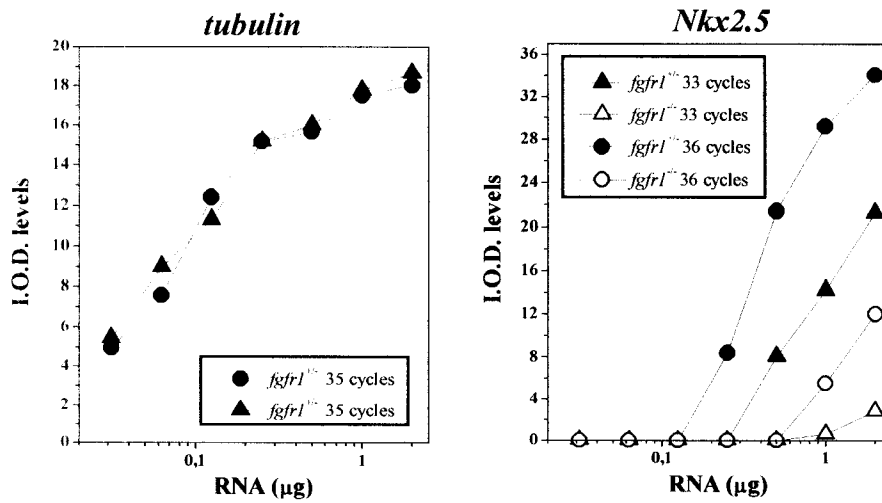 tubulin
I.O.D. levels
20
18
16
14
12
10
8
6
4
2
0
fgfr1+/- 35 cycles
fgfr1+/- 35 cycles
0,1
1
RNA (µg)
Nkx2.5
I.O.D. levels
36
32
28
24
20
16
12
8
4
0
fgfr1+/- 33 cycles
fgfr1-/- 33 cycles
fgfr1+/- 36 cycles
fgfr1-/- 36 cycles
0,1
1
RNA (µg)